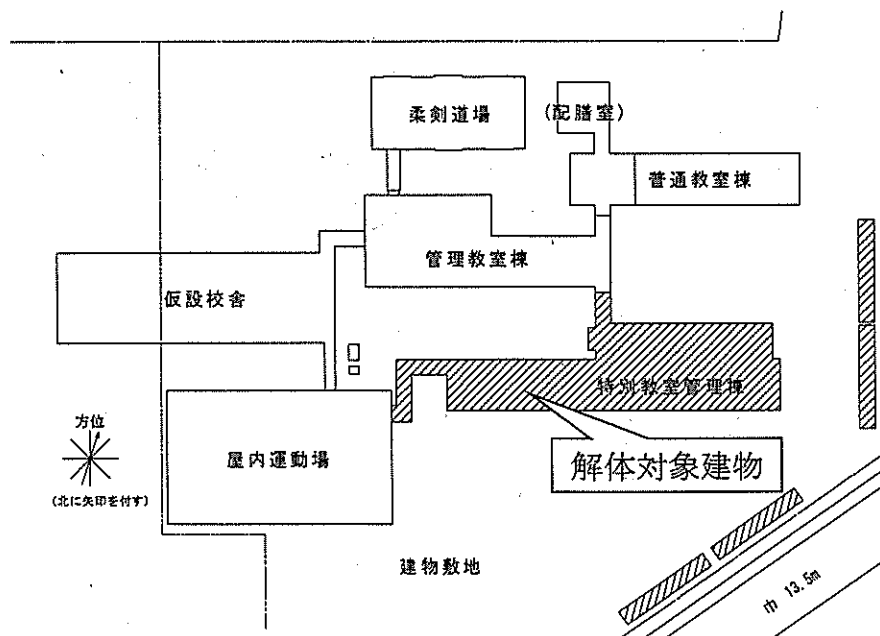 柔剣道場
(配膳室)
普通教室棟
管理教室棟
仮設校舎
特別教室管理棟
方位
(北に矢印を付す)
屋内運動場
解体対象建物
建物敷地
巾 13.5m